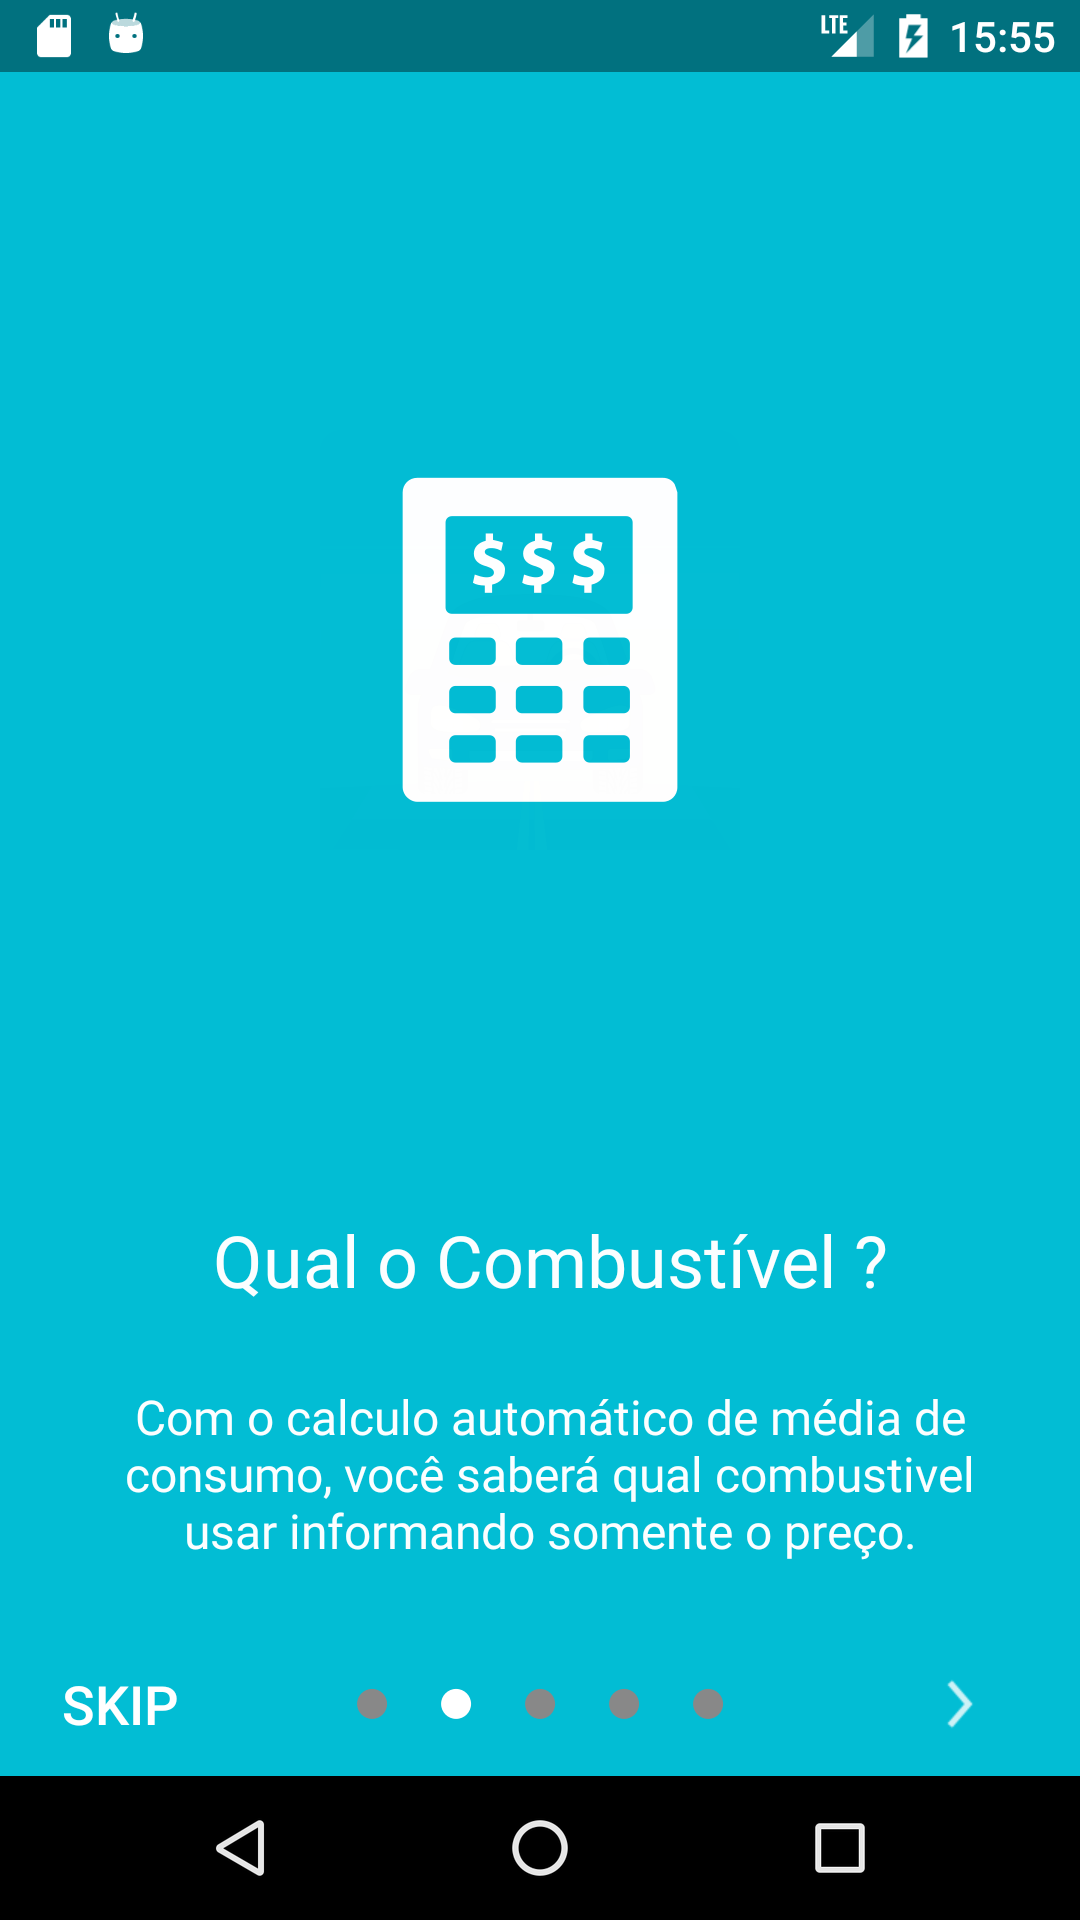 LTE 15:55
$ $ $
Qual o Combustível ?
Com o calculo automático de média de
consumo, você saberá qual combustivel
usar informando somente o preço.
SKIP